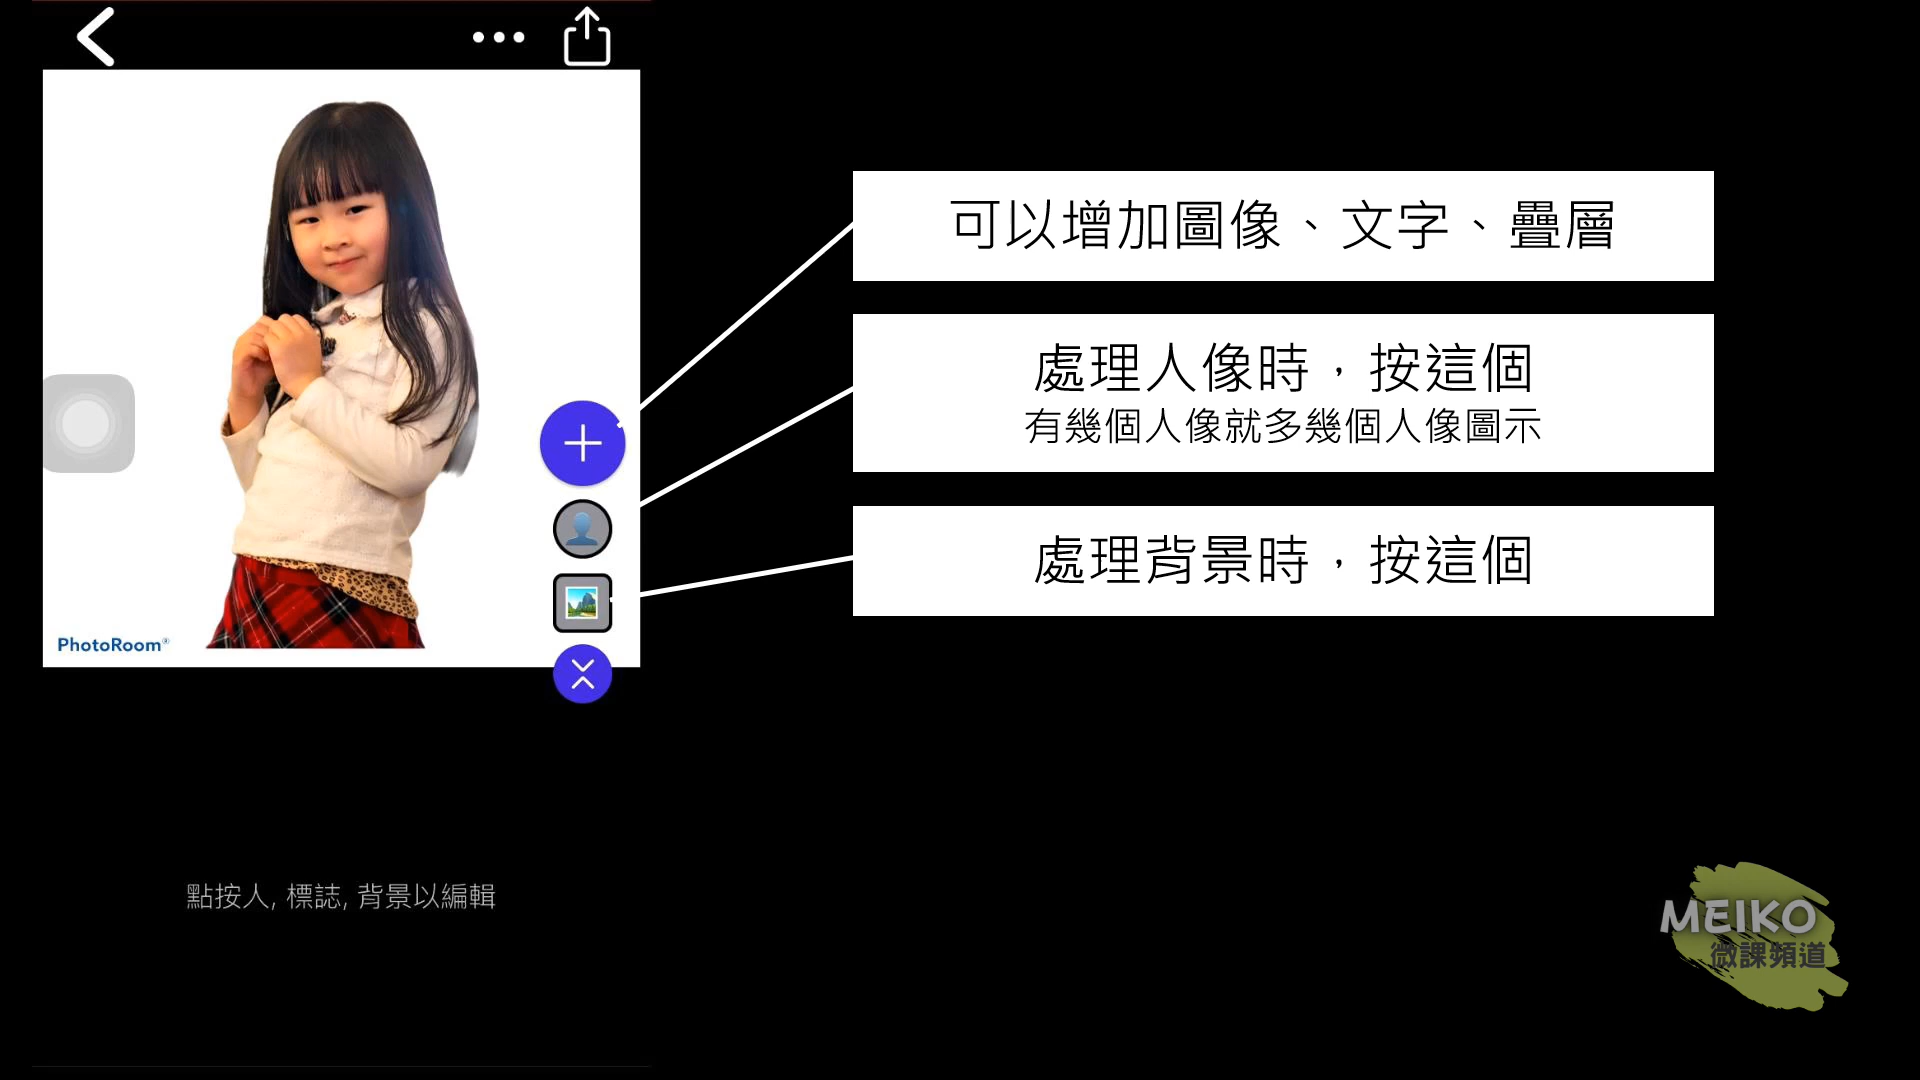 可以增加圖像、文字、疊層
處理人像時，按這個
有幾個人像就多幾個人像圖示
處理背景時，按這個
PhotoRoom®
點按人, 標誌, 背景以編輯
MEIKO
微課頻道